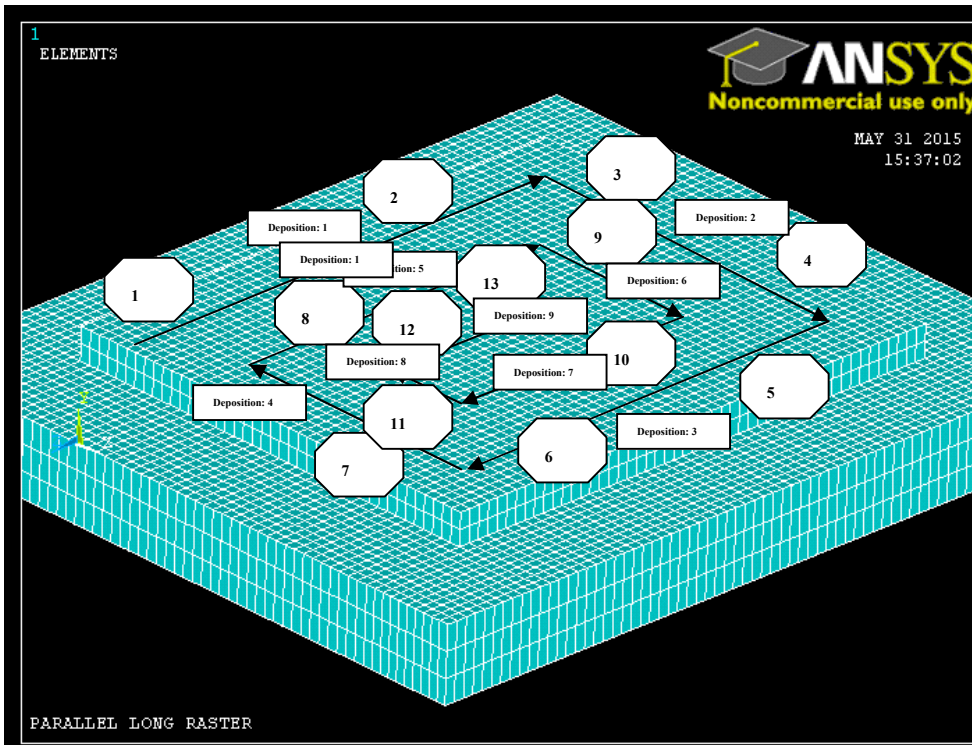 1
ELEMENTS
ANSYS
Noncommercial use only
MAY 31 2015
15:37:02
3
2
Deposition: 2
Deposition: 1
9
4
Deposition: 1
sition: 5
13
Deposition: 6
1
8
12
Deposition: 9
10
Deposition: 8
Deposition: 7
5
Deposition: 4
11
Deposition: 3
6
7
Y
X
PARALLEL LONG RASTER